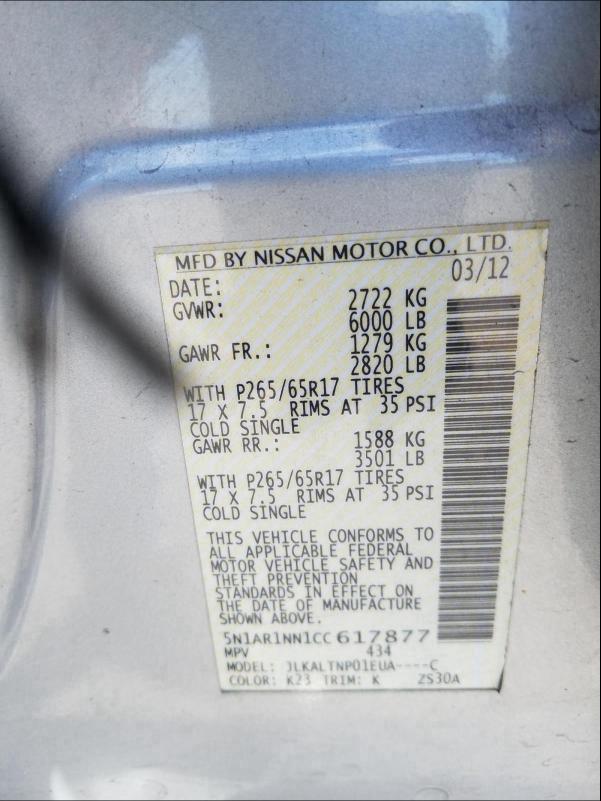 MFD BY NISSAN MOTOR CO., LTD.
DATE: 03/12
GVWR: 2722 KG
6000 LB
GAWR FR.: 1279 KG
2820 LB
WITH P265/65R17 TIRES
17 X 7.5 RIMS AT 35 PSI
COLD SINGLE
GAWR RR.: 1588 KG
3501 LB
WITH P265/65R17 TIRES
17 X 7.5 RIMS AT 35 PSI
COLD SINGLE
THIS VEHICLE CONFORMS TO
ALL APPLICABLE FEDERAL
MOTOR VEHICLE SAFETY AND
THEFT PREVENTION
STANDARDS IN EFFECT ON
THE DATE OF MANUFACTURE
SHOWN ABOVE.
5N1AR1NN1CC617877
MPV 434
MODEL: JLKALTNP01EUA----C
COLOR: K23 TRIM: K ZS30A